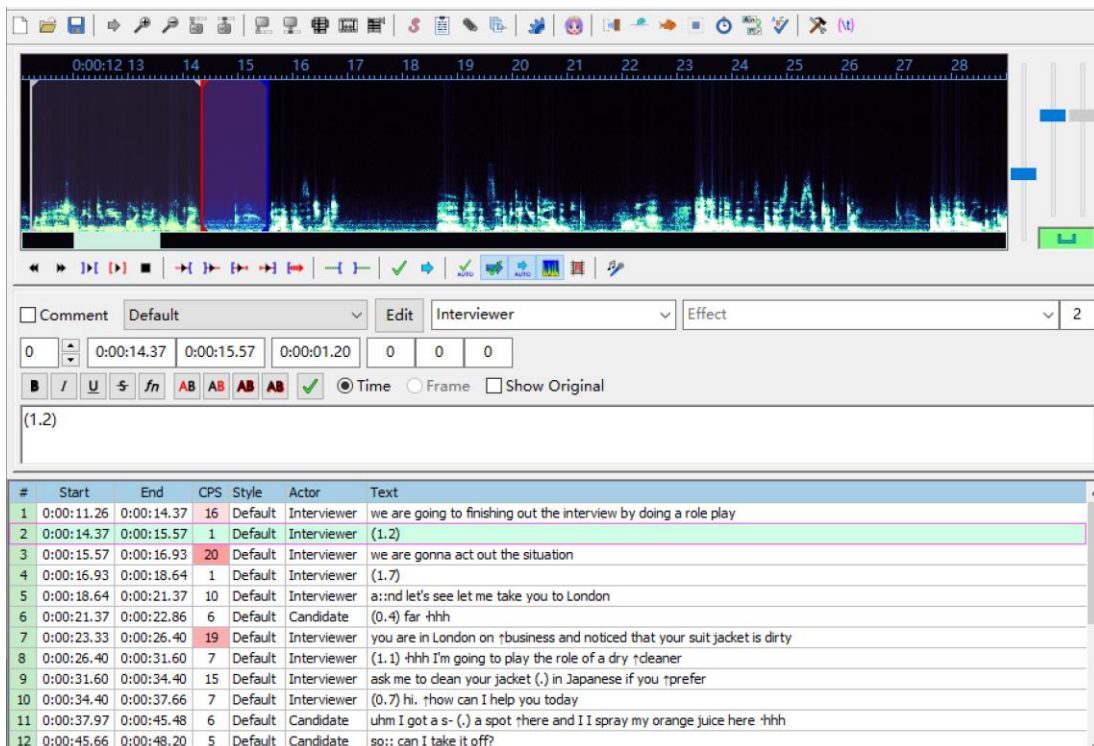 {\t}
0:00:12 13 14 15 16 17 18 19 20 21 22 23 24 25 26 27 28
AUTO AUTO
Comment Default Edit Interviewer Effect 2
0 0:00:14.37 0:00:15.57 0:00:01.20 0 0 0
B I U S fn AB AB AB AB Time Frame Show Original
(1.2)
# Start End CPS Style Actor Text
1 0:00:11.26 0:00:14.37 16 Default Interviewer we are going to finishing out the interview by doing a role play
2 0:00:14.37 0:00:15.57 1 Default Interviewer (1.2)
3 0:00:15.57 0:00:16.93 20 Default Interviewer we are gonna act out the situation
4 0:00:16.93 0:00:18.64 1 Default Interviewer (1.7)
5 0:00:18.64 0:00:21.37 10 Default Interviewer a::nd let's see let me take you to London
6 0:00:21.37 0:00:22.86 6 Default Candidate (0.4) far ·hhh
7 0:00:23.33 0:00:26.40 19 Default Interviewer you are in London on ↑business and noticed that your suit jacket is dirty
8 0:00:26.40 0:00:31.60 7 Default Interviewer (1.1) ·hhh I'm going to play the role of a dry ↑cleaner
9 0:00:31.60 0:00:34.40 15 Default Interviewer ask me to clean your jacket (.) in Japanese if you ↑prefer
10 0:00:34.40 0:00:37.66 7 Default Interviewer (0.7) hi. ↑how can I help you today
11 0:00:37.97 0:00:45.48 6 Default Candidate uhm I got a s- (.) a spot ↑here and I I spray my orange juice here ·hhh
12 0:00:45.66 0:00:48.20 5 Default Candidate so:: can I take it off?